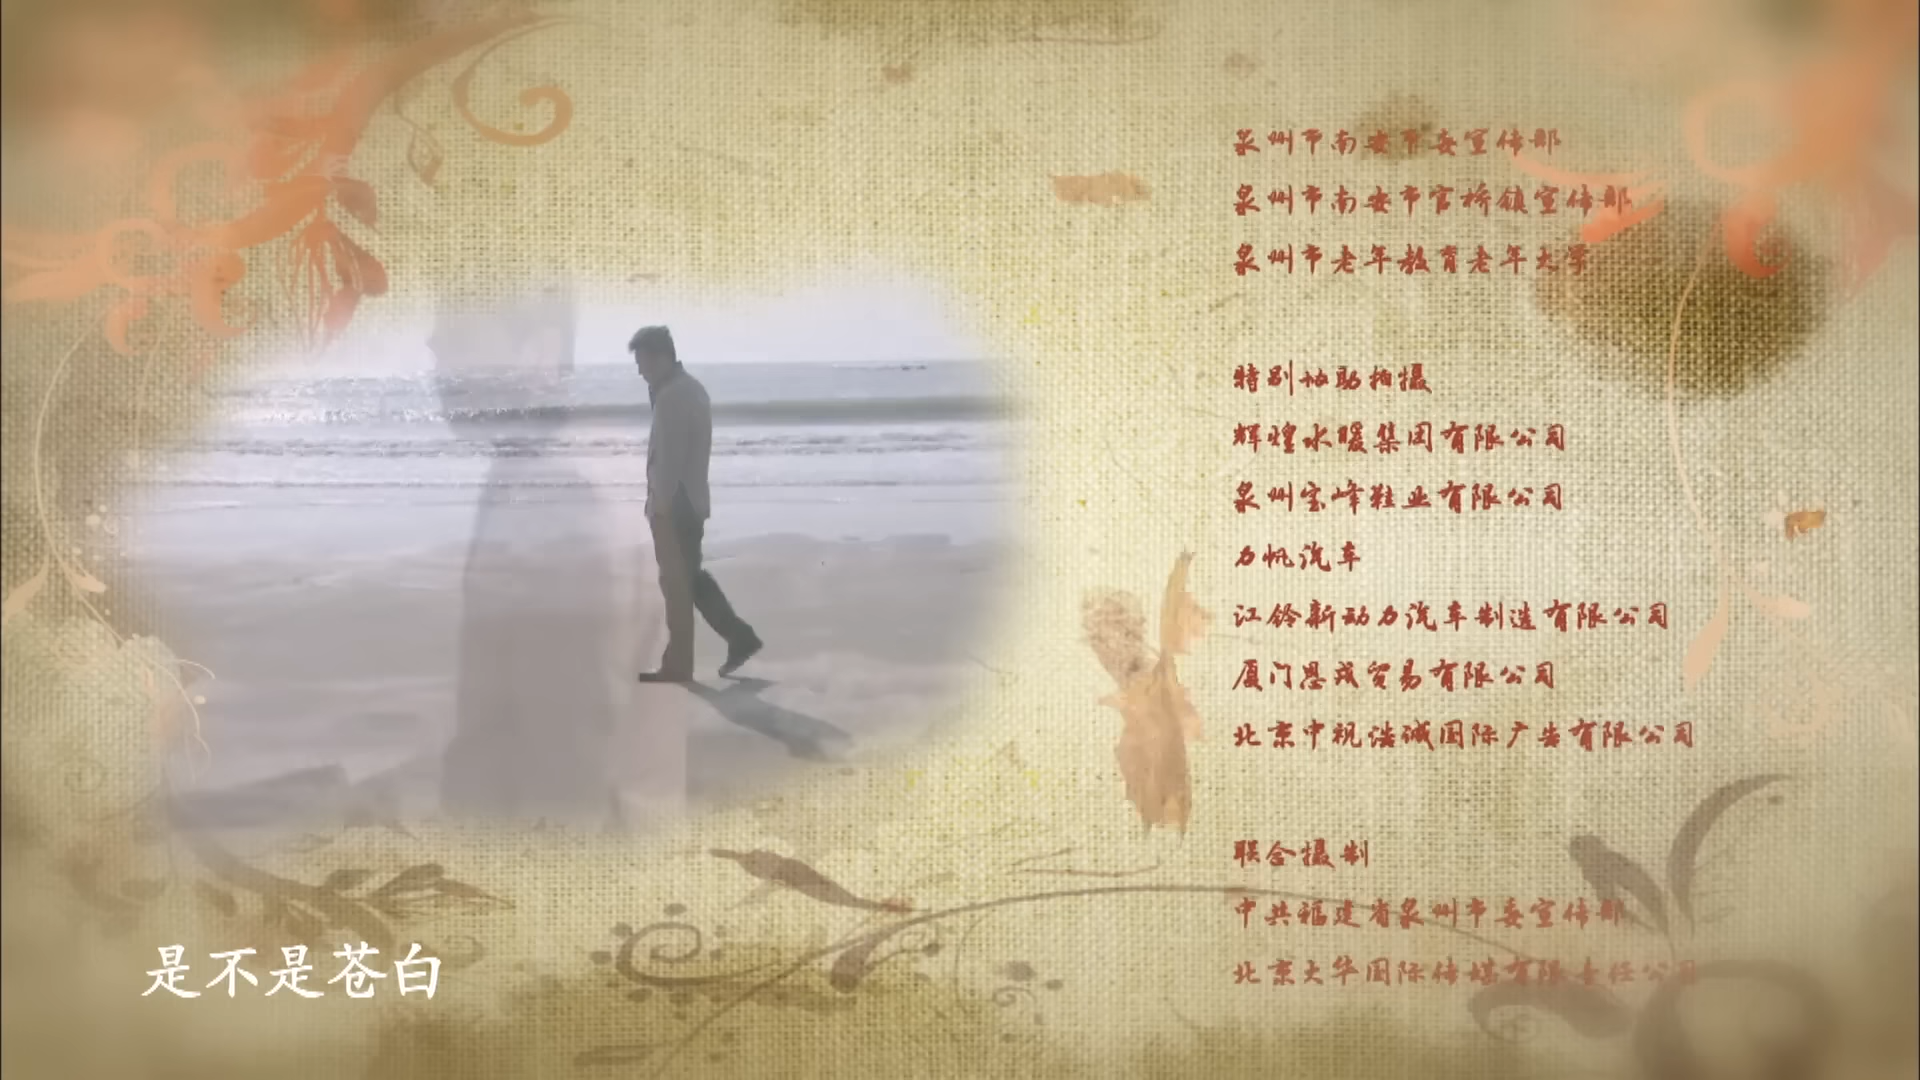 泉州市南安市委宣传部
泉州市南安市官桥镇宣传部
泉州市老年教育老年大学
特别协助拍摄
辉煌水暖集团有限公司
泉州宝峰鞋业有限公司
力帆汽车
江铃新动力汽车制造有限公司
厦门恩成贸易有限公司
北京中视浩诚国际广告有限公司
联合摄制
中共福建省泉州市委宣传部
北京大华国际传媒有限责任公司
是不是苍白